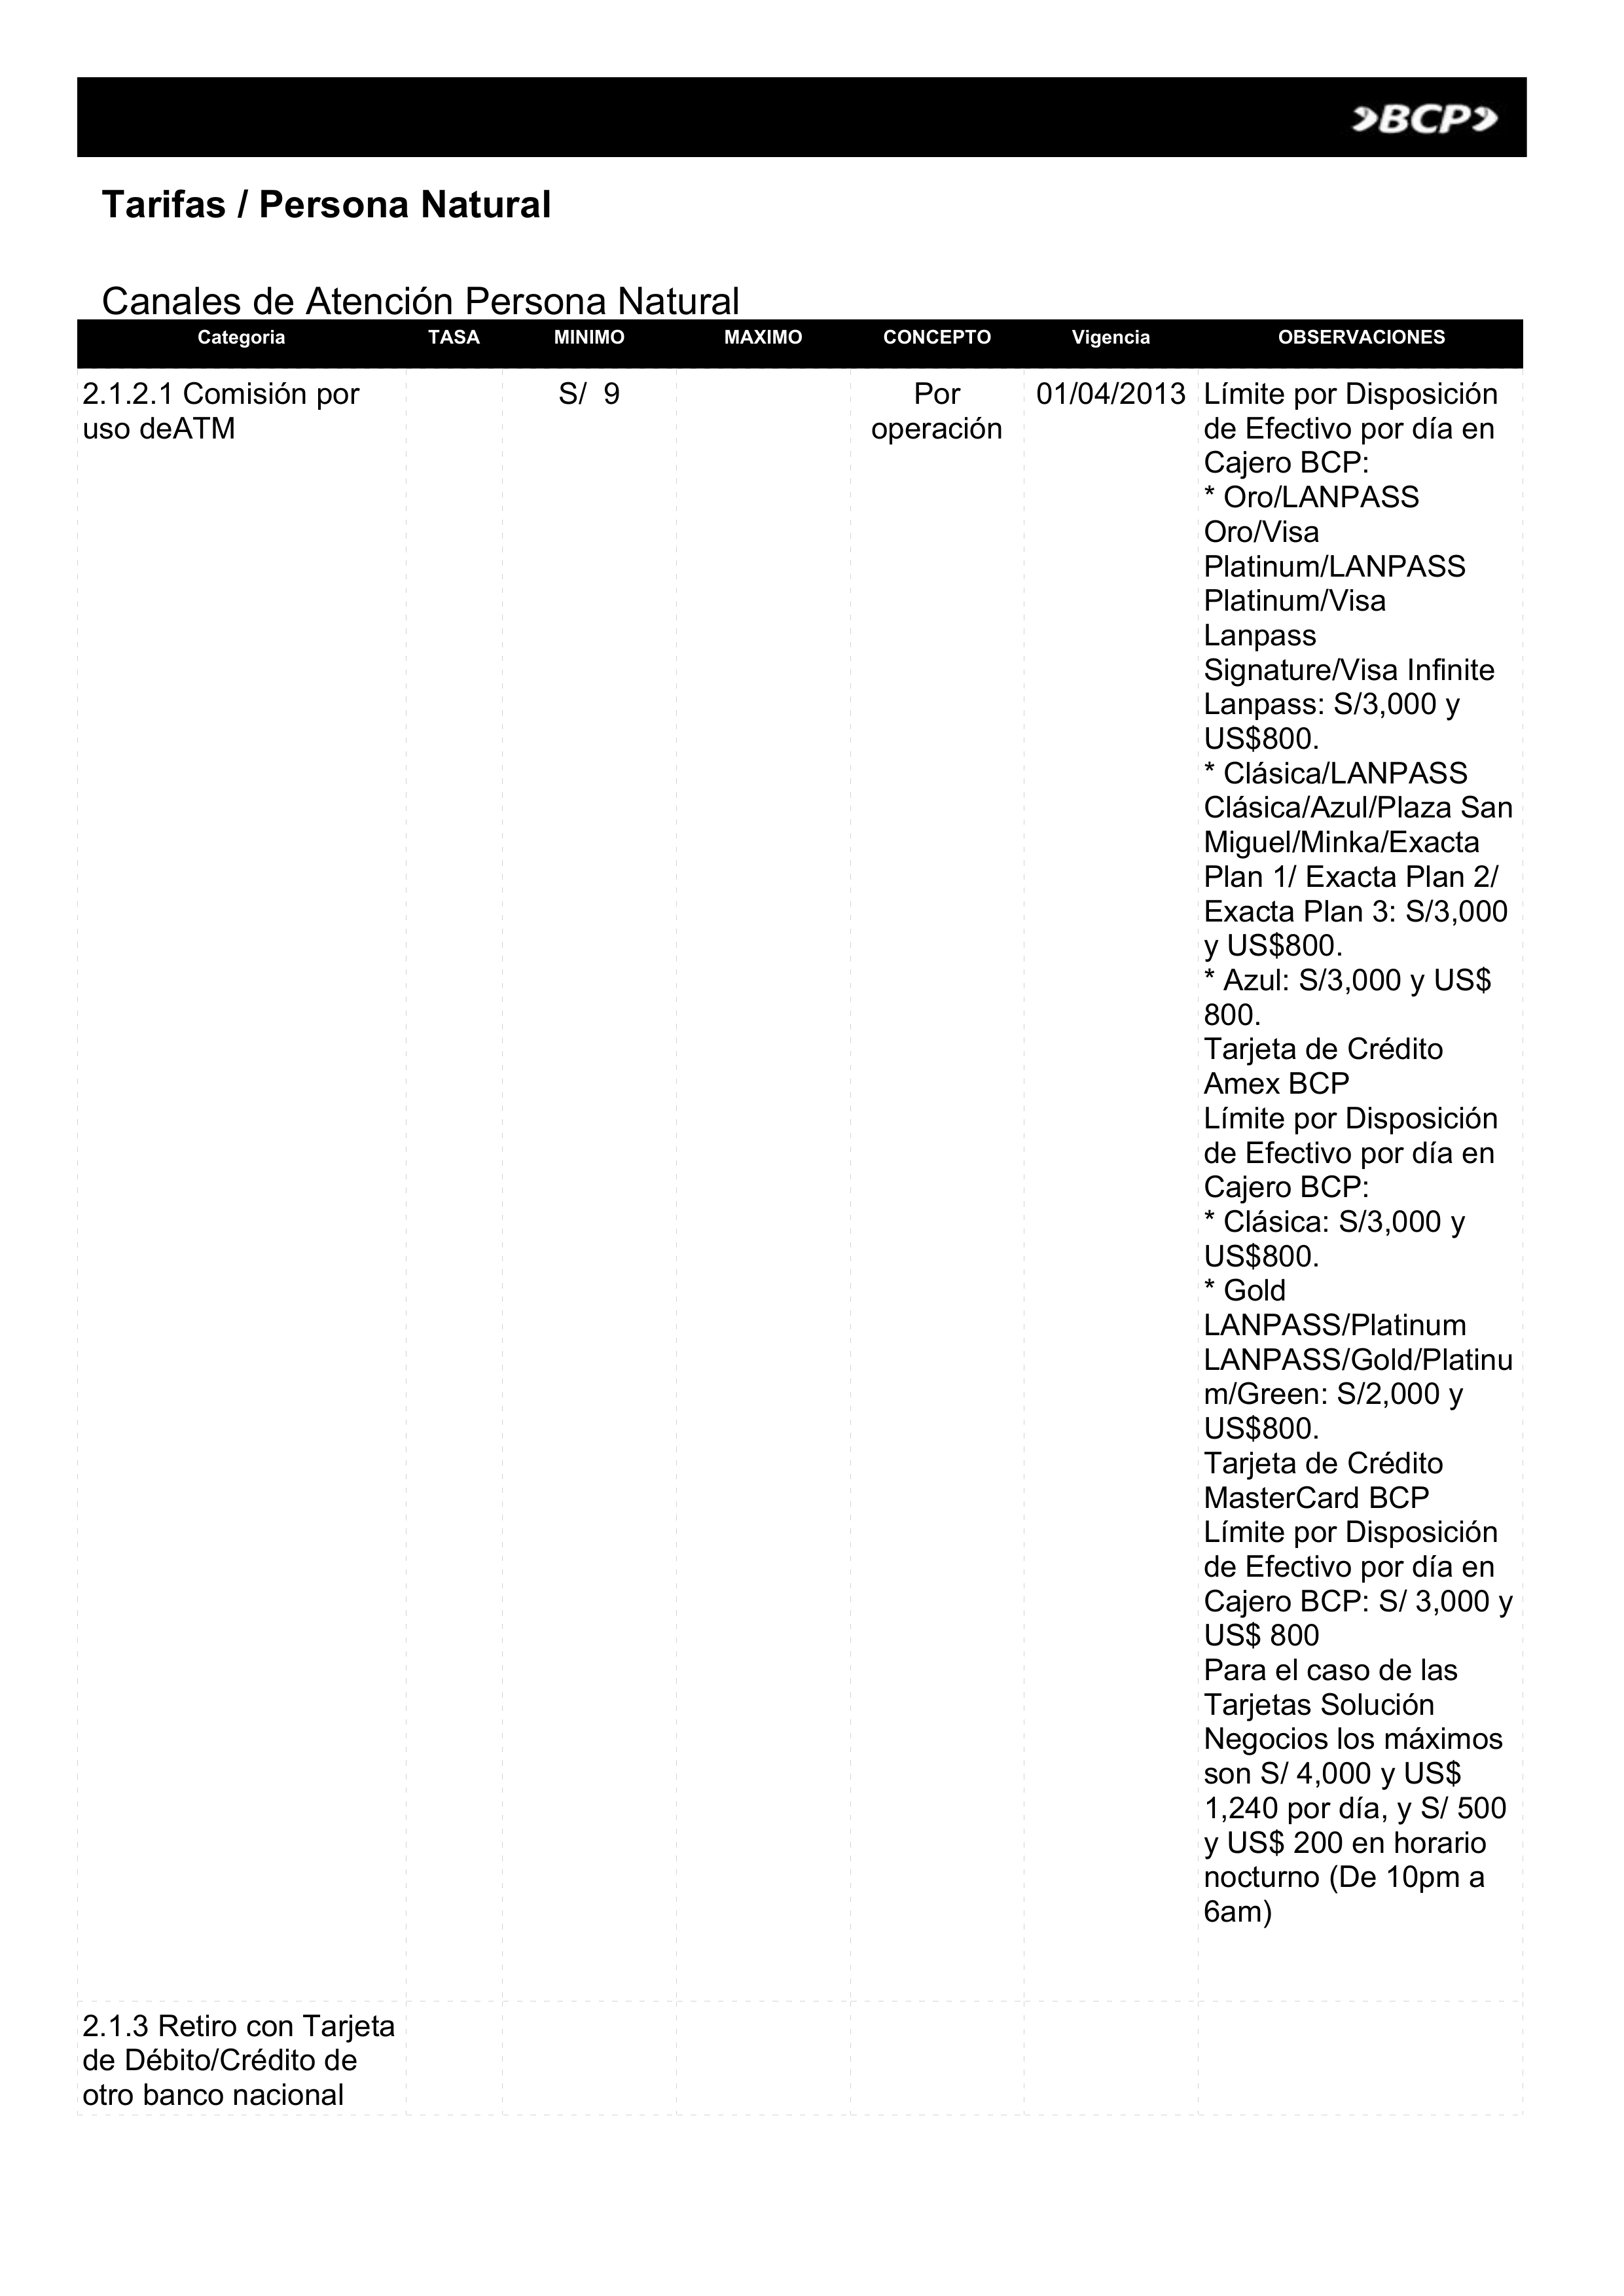 BCP
Tarifas / Persona Natural
Canales de Atención Persona Natural
Categoria TASA MINIMO MAXIMO CONCEPTO Vigencia OBSERVACIONES
2.1.2.1 Comisión por
uso deATM
S/  9
Por
operación
01/04/2013
Límite por Disposición
de Efectivo por día en
Cajero BCP:
* Oro/LANPASS
Oro/Visa
Platinum/LANPASS
Platinum/Visa
Lanpass
Signature/Visa Infinite
Lanpass: S/3,000 y
US$800.
* Clásica/LANPASS
Clásica/Azul/Plaza San
Miguel/Minka/Exacta
Plan 1/ Exacta Plan 2/
Exacta Plan 3: S/3,000
y US$800.
* Azul: S/3,000 y US$
800.
Tarjeta de Crédito
Amex BCP
Límite por Disposición
de Efectivo por día en
Cajero BCP:
* Clásica: S/3,000 y
US$800.
* Gold
LANPASS/Platinum
LANPASS/Gold/Platinu
m/Green: S/2,000 y
US$800.
Tarjeta de Crédito
MasterCard BCP
Límite por Disposición
de Efectivo por día en
Cajero BCP: S/ 3,000 y
US$ 800
Para el caso de las
Tarjetas Solución
Negocios los máximos
son S/ 4,000 y US$
1,240 por día, y S/ 500
y US$ 200 en horario
nocturno (De 10pm a
6am)
2.1.3 Retiro con Tarjeta
de Débito/Crédito de
otro banco nacional